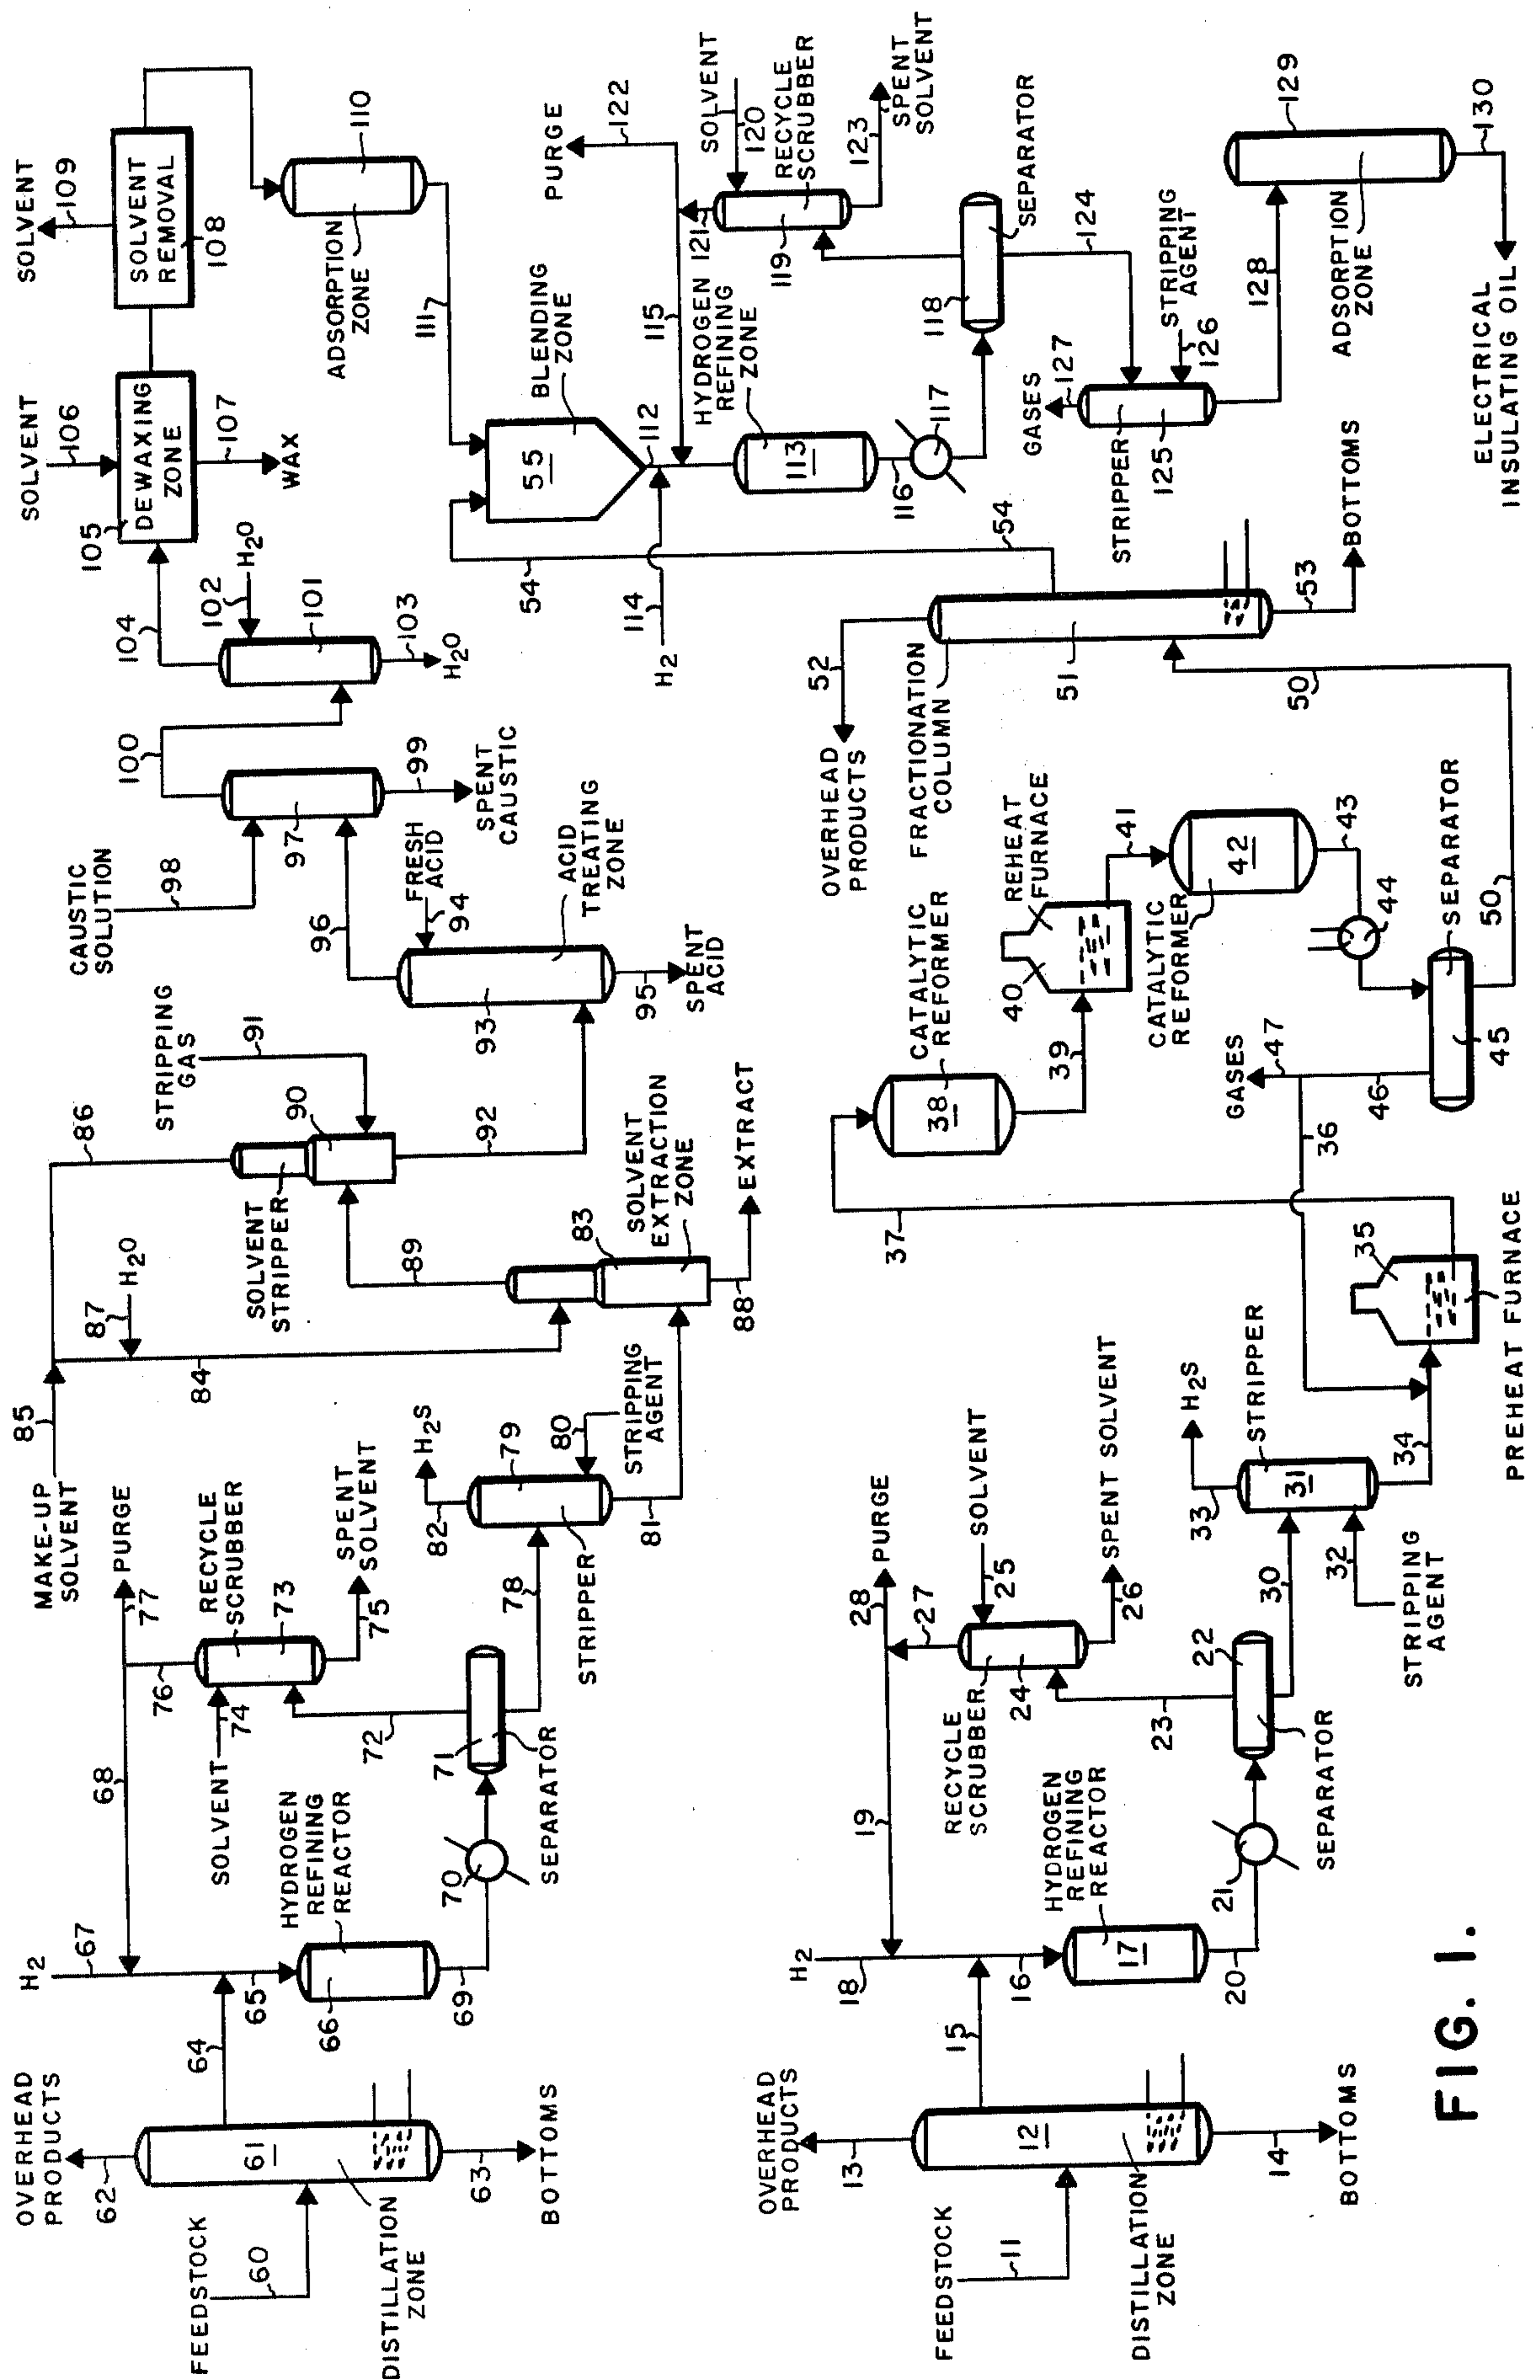 OVERHEAD
PRODUCTS
62
FEEDSTOCK
60
61
DISTILLATION
ZONE
63
BOTTOMS
64
H2
67
65
66
HYDROGEN
REFINING
REACTOR
69
68
70
71
SEPARATOR
72
SOLVENT
74
RECYCLE
SCRUBBER
73
SPENT
SOLVENT
75
76
77
PURGE
78
STRIPPER
79
80
STRIPPING
AGENT
81
82
H2S
MAKE-UP
SOLVENT
85
84
87
H2O
86
83
SOLVENT
EXTRACTION
ZONE
88
EXTRACT
89
SOLVENT
STRIPPER
90
STRIPPING
GAS
91
92
93
FRESH
ACID
94
ACID
TREATING
ZONE
95
SPENT
ACID
96
97
CAUSTIC
SOLUTION
98
99
SPENT
CAUSTIC
100
101
102
H2O
103
H2O
104
105
DEWAXING
ZONE
SOLVENT
106
107
WAX
SOLVENT
REMOVAL
108
SOLVENT
109
110
ADSORPTION
ZONE
111
BLENDING
ZONE
55
112
H2
114
115
HYDROGEN
REFINING
ZONE
113
116
117
118
SEPARATOR
119
RECYCLE
SCRUBBER
SOLVENT
120
121
PURGE
122
123
SPENT
SOLVENT
124
STRIPPER
125
STRIPPING
AGENT
126
GASES
127
128
129
ADSORPTION
ZONE
130
ELECTRICAL
INSULATING OIL
OVERHEAD
PRODUCTS
13
FEEDSTOCK
11
12
DISTILLATION
ZONE
14
BOTTOMS
15
H2
18
16
HYDROGEN
REFINING
REACTOR
17
19
20
21
22
SEPARATOR
23
RECYCLE
SCRUBBER
24
SOLVENT
25
26
SPENT SOLVENT
27
28
PURGE
30
STRIPPER
31
32
STRIPPING
AGENT
33
H2S
34
35
PREHEAT FURNACE
36
37
CATALYTIC
REFORMER
38
39
REHEAT
FURNACE
40
41
CATALYTIC
REFORMER
42
43
44
SEPARATOR
45
46
GASES
47
50
50
FRACTIONATION
COLUMN
51
OVERHEAD
PRODUCTS
52
53
BOTTOMS
54
54
FIG. 1.